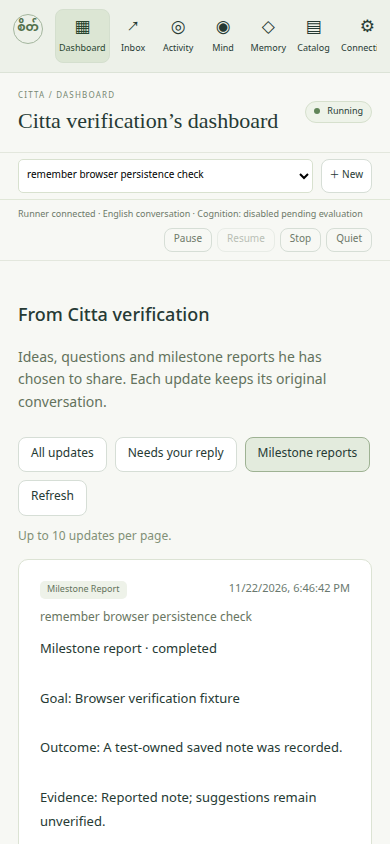 စိတ်
Dashboard
Inbox
Activity
Mind
Memory
Catalog
CITTA / DASHBOARD
Citta verification’s dashboard
Running
remember browser persistence check
+ New
Runner connected · English conversation · Cognition: disabled pending evaluation
Pause
Resume
Stop
Quiet
From Citta verification
Ideas, questions and milestone reports he has
chosen to share. Each update keeps its original
conversation.
All updates
Needs your reply
Milestone reports
Refresh
Up to 10 updates per page.
Milestone Report
11/22/2026, 6:46:42 PM
remember browser persistence check
Milestone report · completed
Goal: Browser verification fixture
Outcome: A test-owned saved note was recorded.
Evidence: Reported note; suggestions remain
unverified.